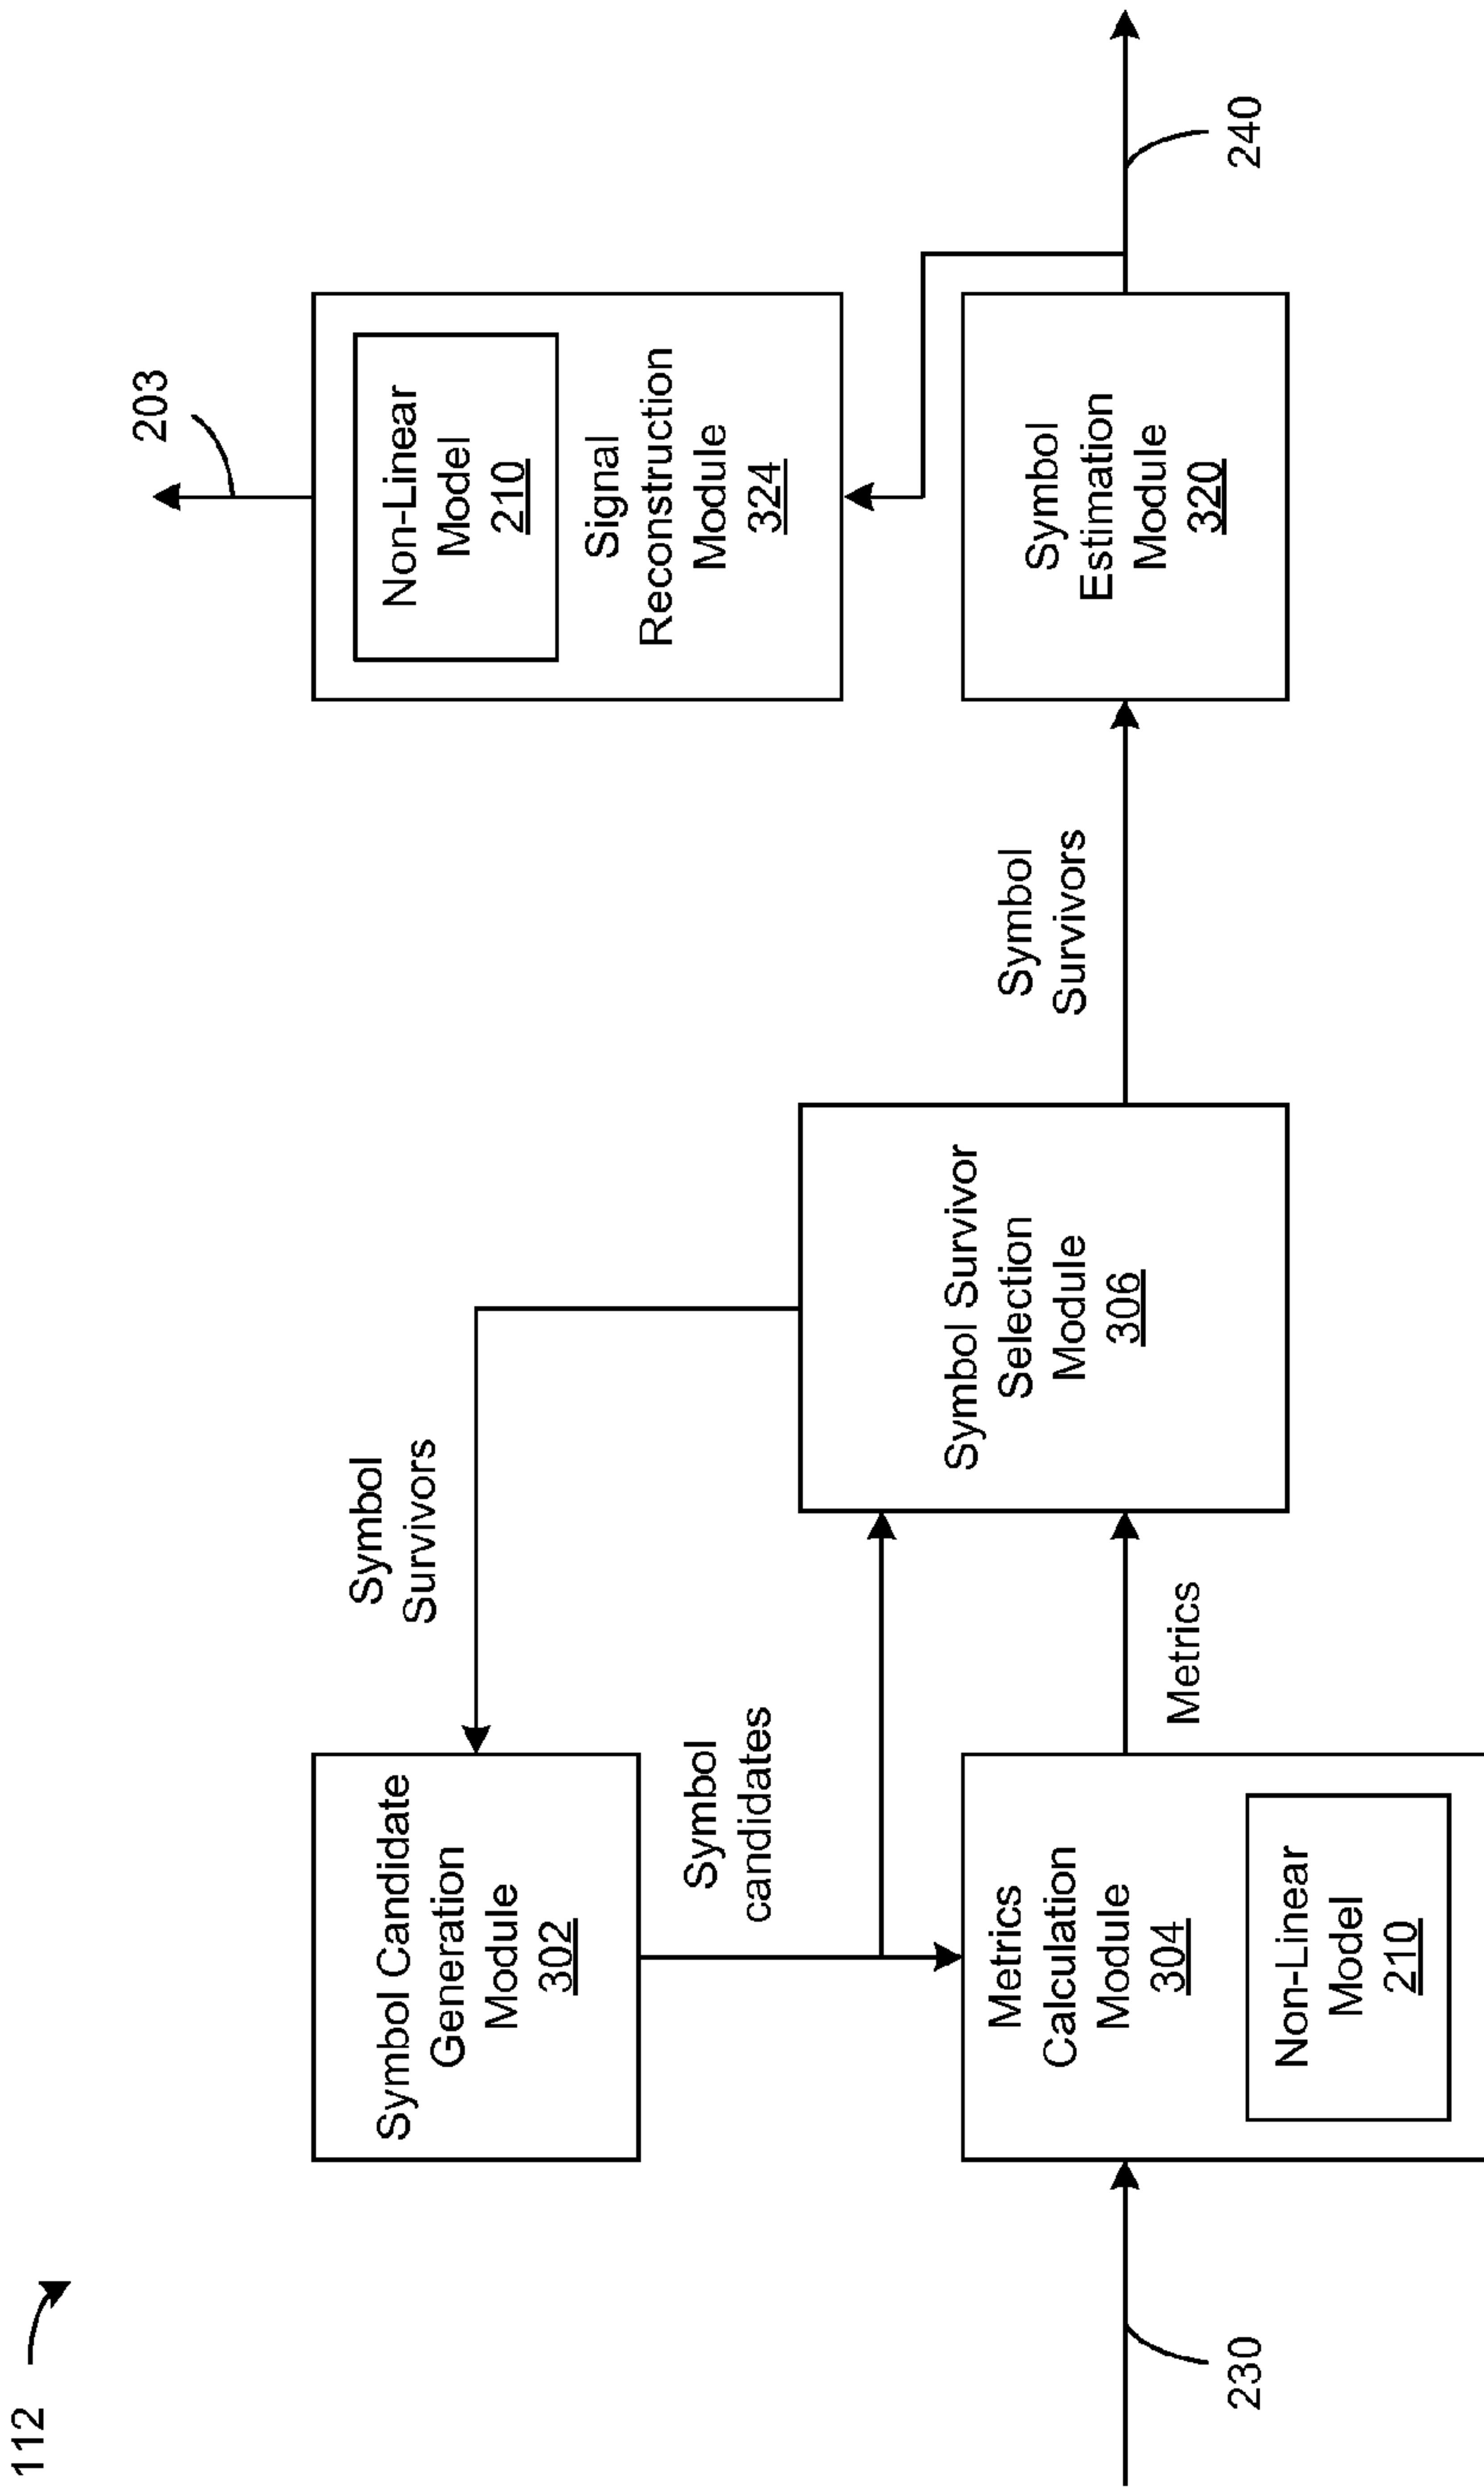 112
Symbol Candidate
Generation
Module
302
Symbol
Survivors
Symbol
candidates
230
Metrics
Calculation
Module
304
Non-Linear
Model
210
Metrics
Symbol Survivor
Selection
Module
306
Symbol
Survivors
203
Non-Linear
Model
210
Signal
Reconstruction
Module
324
Symbol
Estimation
Module
320
240